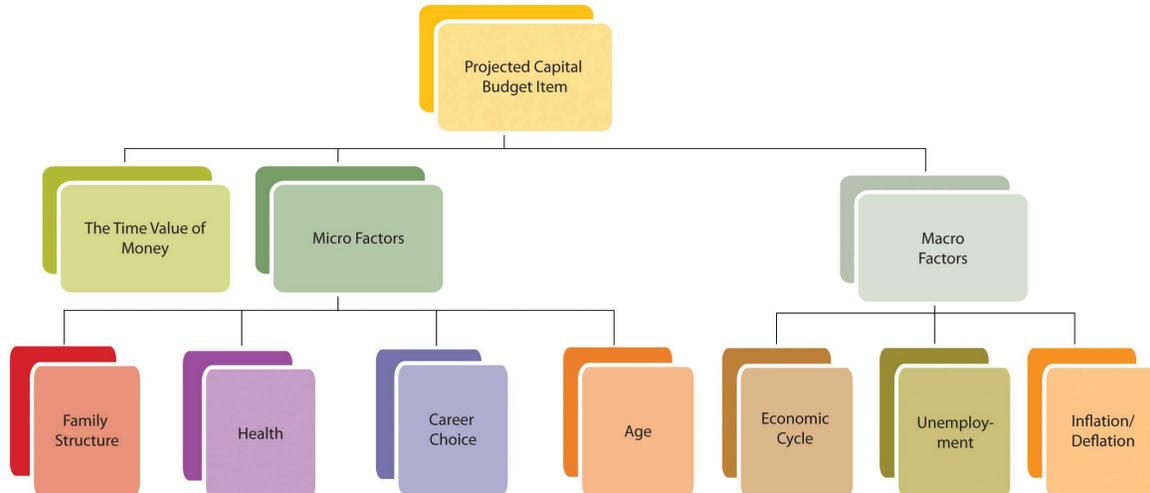 Projected Capital
Budget Item
The Time Value of
Money
Micro Factors
Macro
Factors
Family
Structure
Health
Career
Choice
Age
Economic
Cycle
Unemploy-
ment
Inflation/
Deflation